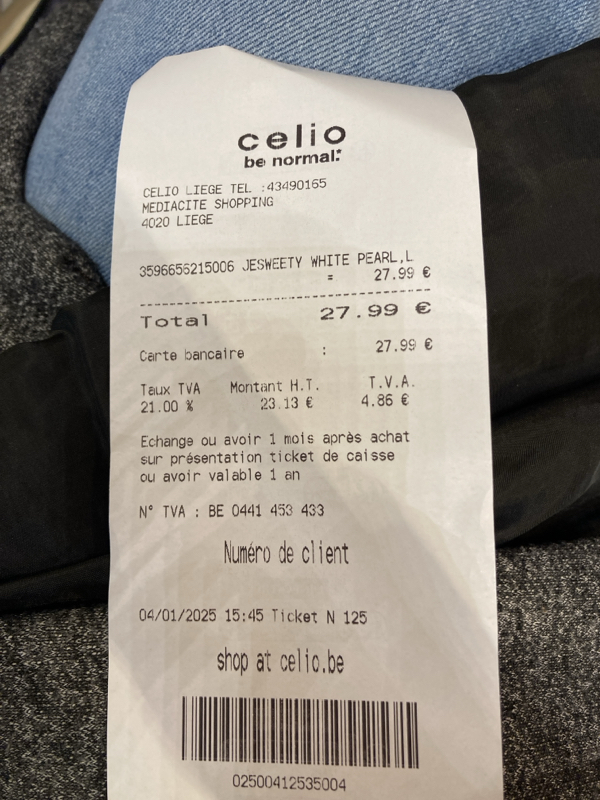 celio
be normal:*
CELIO LIEGE TEL :43490165
MEDIACITE SHOPPING
4020 LIEGE
3596656215006 JESWEETY WHITE PEARL,L
= 27.99 €
Total 27.99 €
Carte bancaire : 27.99 €
Taux TVA Montant H.T. T.V.A.
21.00 % 23.13 € 4.86 €
Echange ou avoir 1 mois après achat
sur présentation ticket de caisse
ou avoir valable 1 an
N° TVA : BE 0441 453 433
Numéro de client
04/01/2025 15:45 Ticket N 125
shop at celio.be
02500412535004